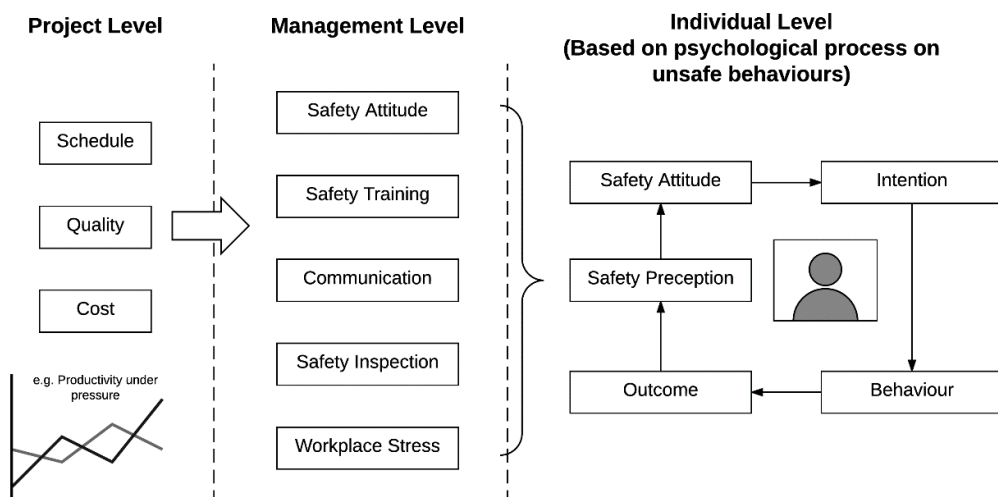 Project Level
Schedule
Quality
Cost
e.g. Productivity under
pressure
Management Level
Safety Attitude
Safety Training
Communication
Safety Inspection
Workplace Stress
Individual Level
(Based on psychological process on
unsafe behaviours)
Safety Attitude
Intention
Safety Preception
Outcome
Behaviour